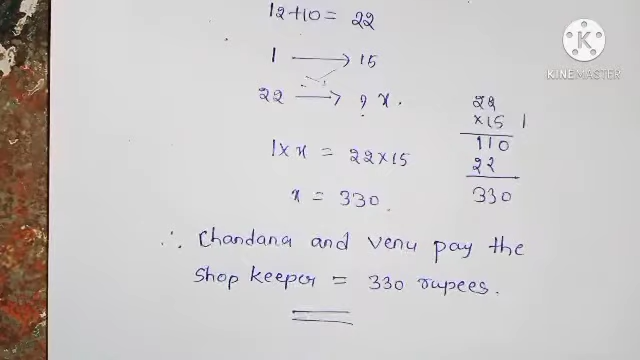 12+10 = 22
1 → 15
22 → ? x.
1 × x = 22 × 15
x = 330.
22
×15 1
110
22
330
∴ Chandana and Venu pay the
shop keeper = 330 rupees.
KINEMASTER